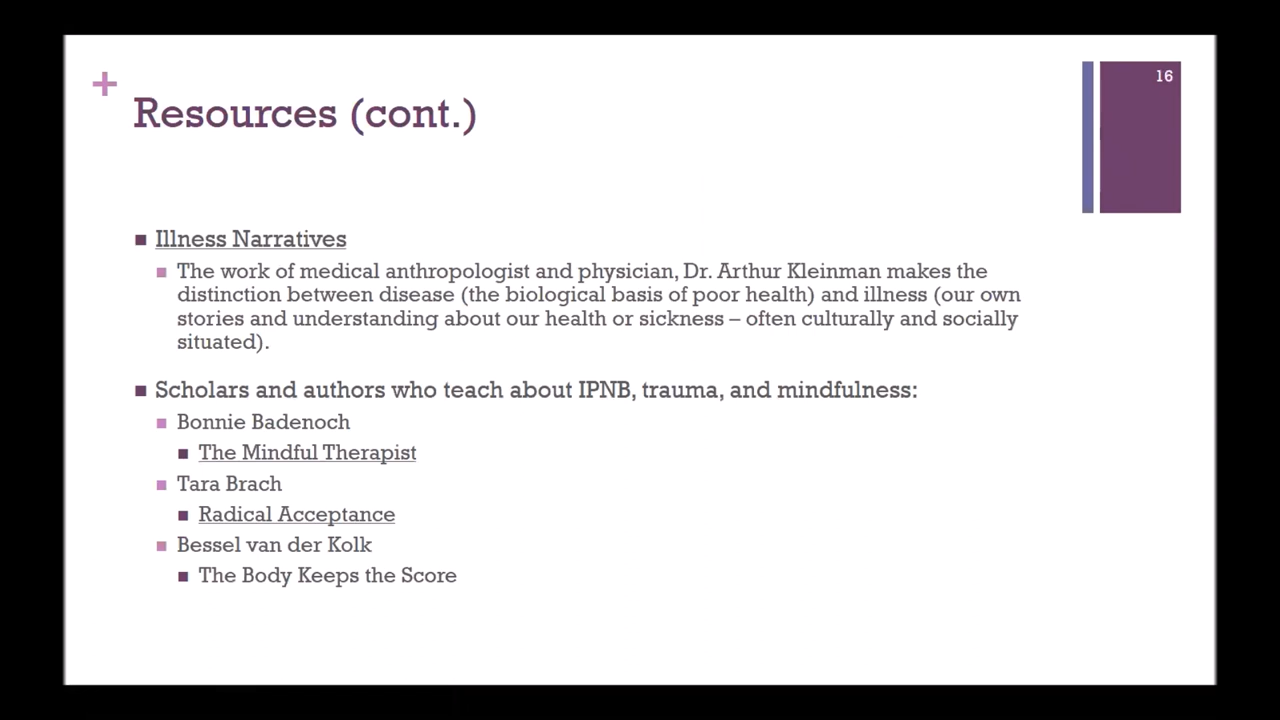 +
16
Resources (cont.)
■ Illness Narratives
■ The work of medical anthropologist and physician, Dr. Arthur Kleinman makes the
distinction between disease (the biological basis of poor health) and illness (our own
stories and understanding about our health or sickness – often culturally and socially
situated).
■ Scholars and authors who teach about IPNB, trauma, and mindfulness:
■ Bonnie Badenoch
■ The Mindful Therapist
■ Tara Brach
■ Radical Acceptance
■ Bessel van der Kolk
■ The Body Keeps the Score